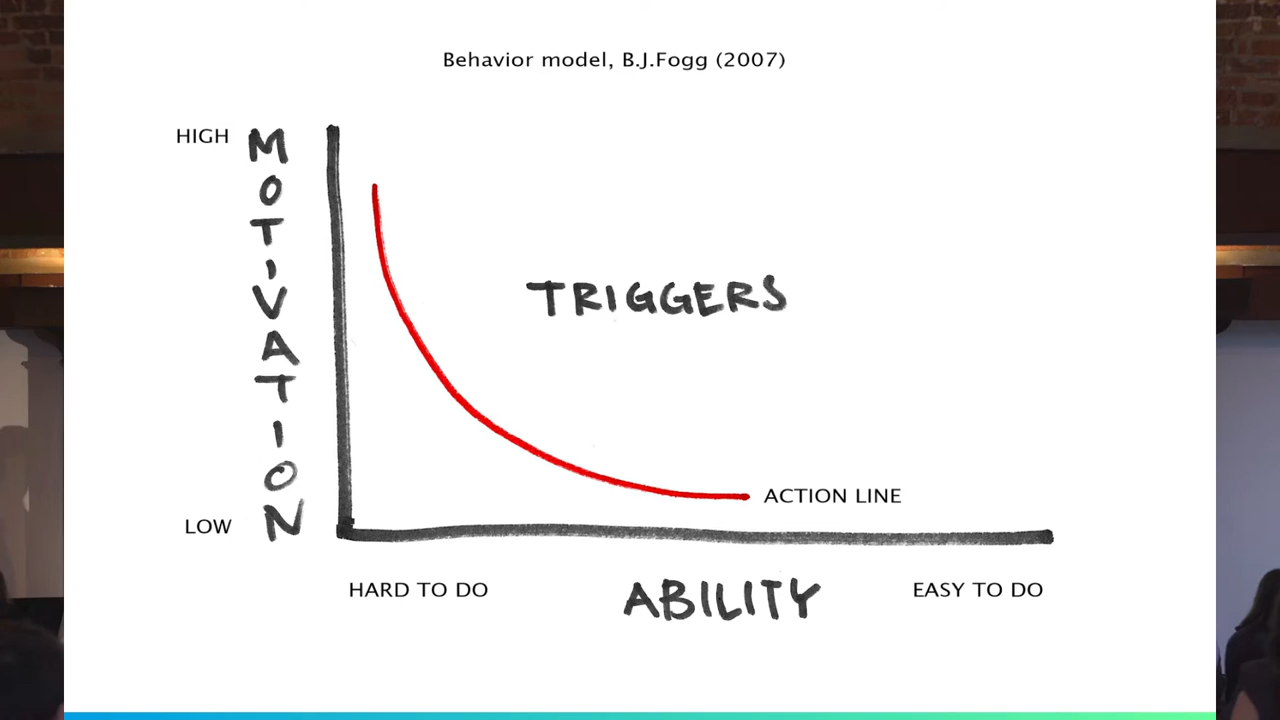 Behavior model, B.J.Fogg (2007)
HIGH
MOTIVATION
TRIGGERS
ACTION LINE
LOW
HARD TO DO
ABILITY
EASY TO DO